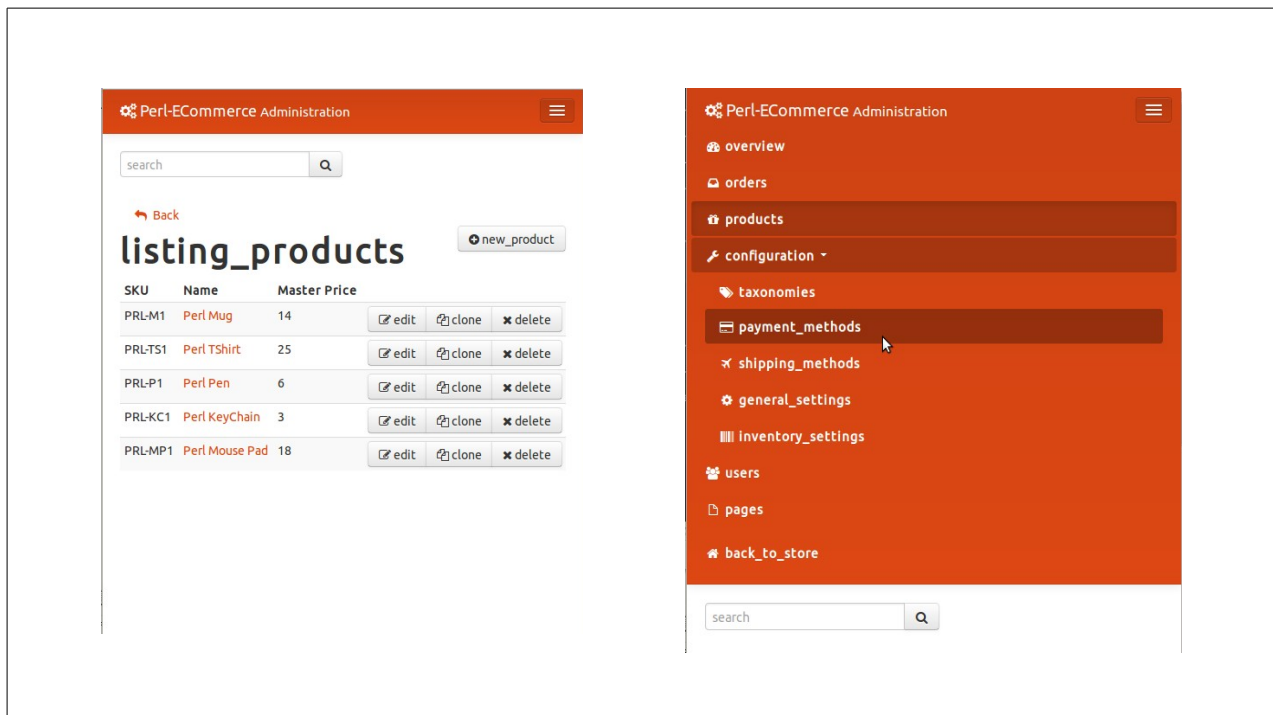 Perl-ECommerce Administration
search
Back
listing_products
new_product
SKU Name Master Price
PRL-M1 Perl Mug 14 edit clone delete
PRL-TS1 Perl TShirt 25 edit clone delete
PRL-P1 Perl Pen 6 edit clone delete
PRL-KC1 Perl KeyChain 3 edit clone delete
PRL-MP1 Perl Mouse Pad 18 edit clone delete
Perl-ECommerce Administration
overview
orders
products
configuration
taxonomies
payment_methods
shipping_methods
general_settings
inventory_settings
users
pages
back_to_store
search